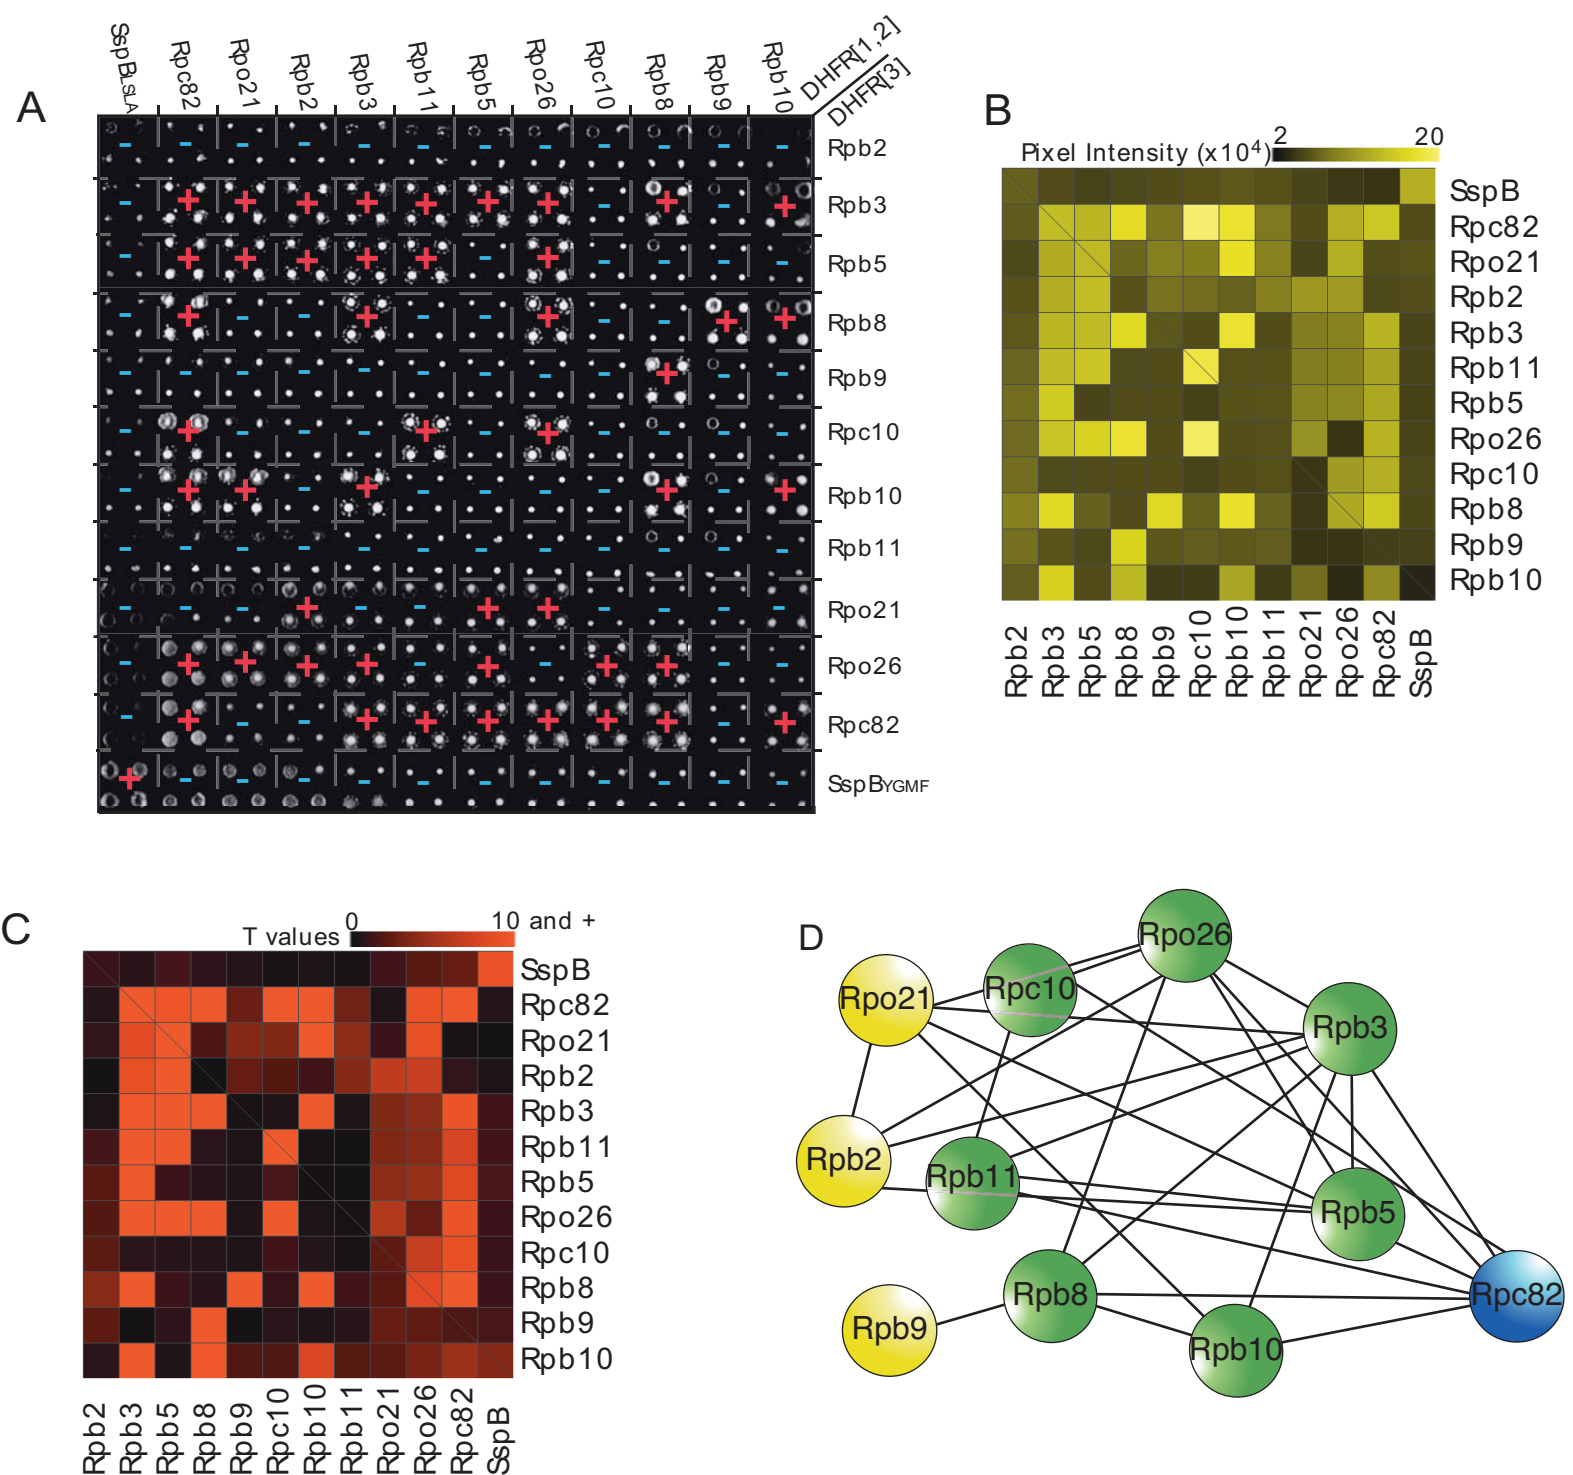 A
SspBLSLA
Rpc82
Rpo21
Rpb2
Rpb3
Rpb11
Rpb5
Rpo26
Rpc10
Rpb8
Rpb9
Rpb10
DHFR[1,2]
DHFR[3]
Rpb2
Rpb3
Rpb5
Rpb8
Rpb9
Rpc10
Rpb10
Rpb11
Rpo21
Rpo26
Rpc82
SspBYGMF
B
Pixel Intensity (x10⁴)
2
20
SspB
Rpc82
Rpo21
Rpb2
Rpb3
Rpb11
Rpb5
Rpo26
Rpc10
Rpb8
Rpb9
Rpb10
Rpb2
Rpb3
Rpb5
Rpb8
Rpb9
Rpc10
Rpb10
Rpb11
Rpo21
Rpo26
Rpc82
SspB
C
T values
0
10 and +
SspB
Rpc82
Rpo21
Rpb2
Rpb3
Rpb11
Rpb5
Rpo26
Rpc10
Rpb8
Rpb9
Rpb10
Rpb2
Rpb3
Rpb5
Rpb8
Rpb9
Rpc10
Rpb10
Rpb11
Rpo21
Rpo26
Rpc82
SspB
D
Rpo26
Rpc10
Rpo21
Rpb3
Rpb2
Rpb11
Rpb5
Rpb8
Rpc82
Rpb9
Rpb10